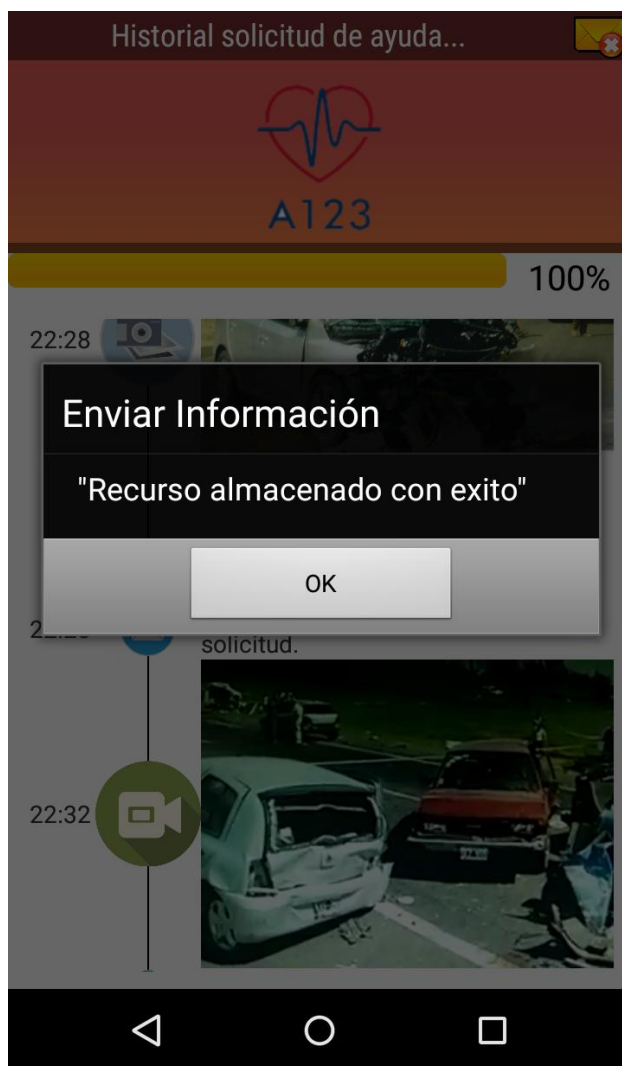 Historial solicitud de ayuda...
A123
100%
22:28
Enviar Información
"Recurso almacenado con exito"
OK
solicitud.
22:32